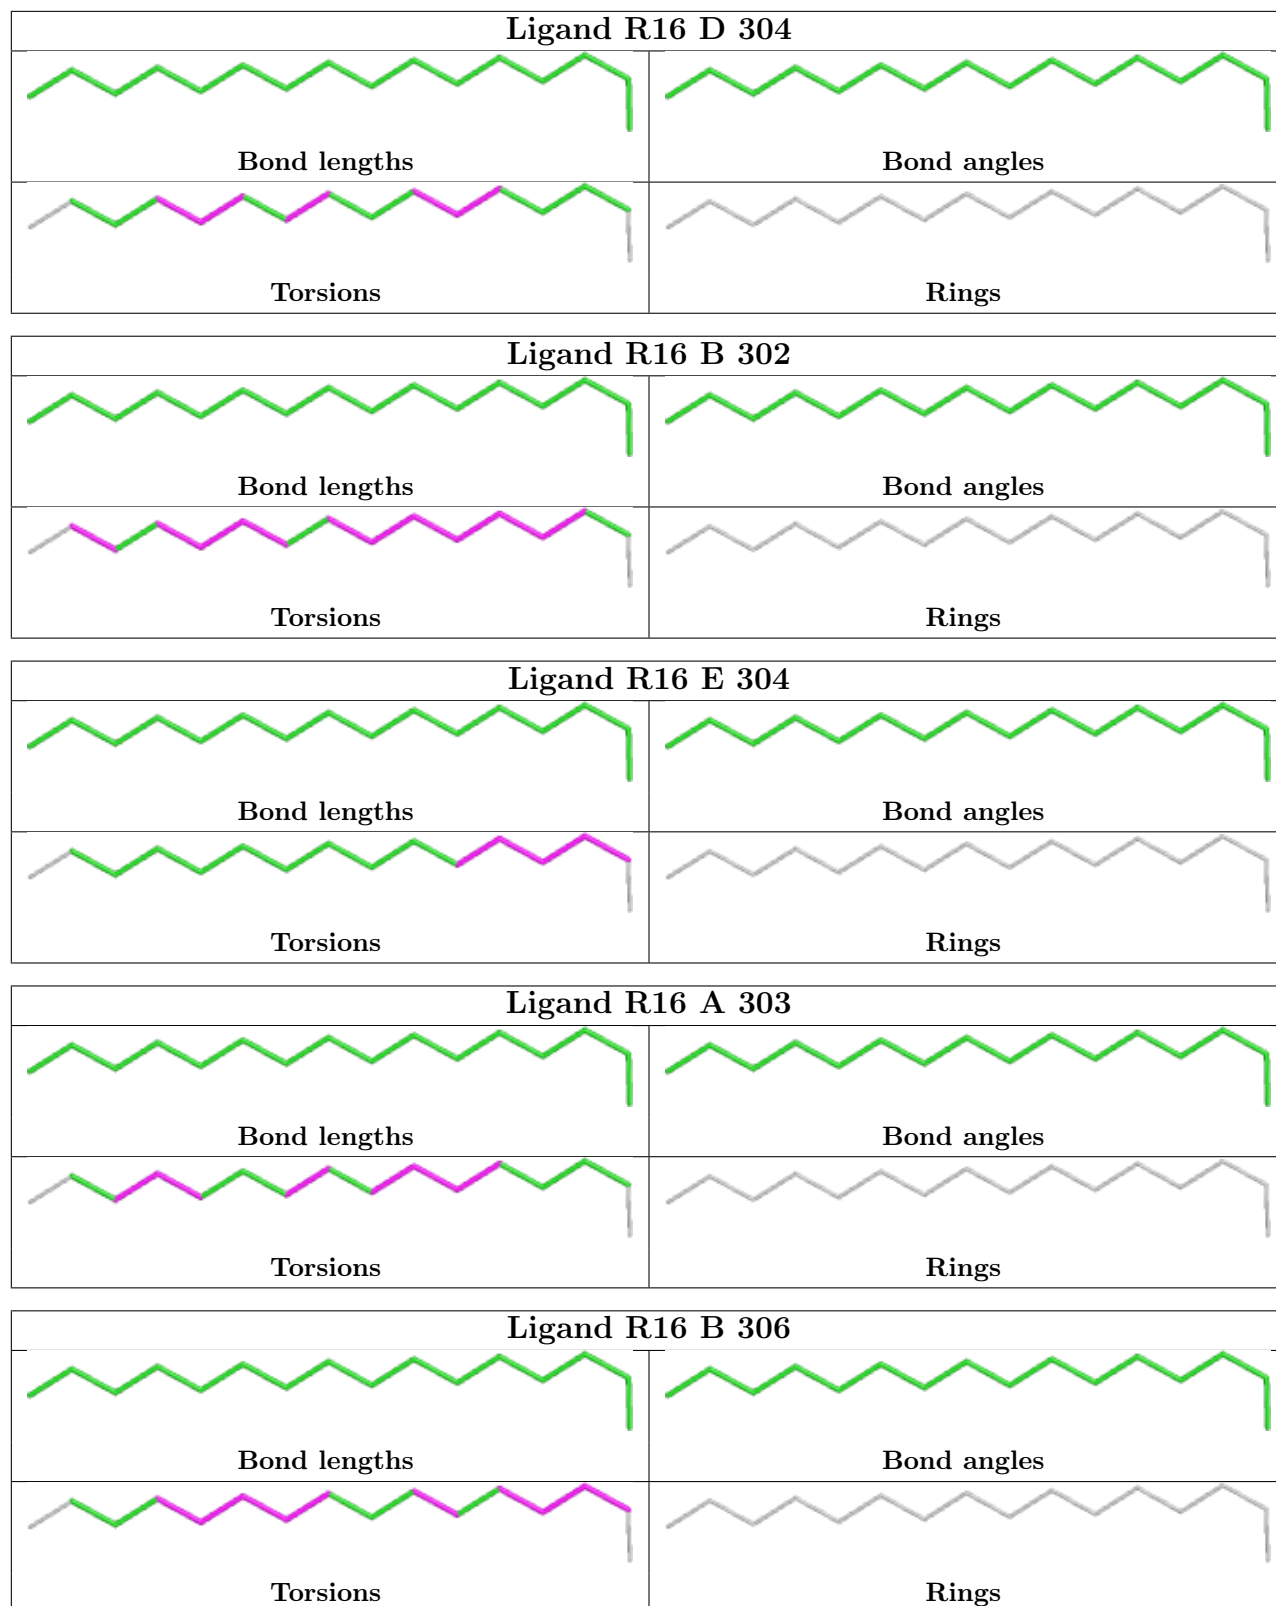 Ligand R16 D 304
Bond lengths
Bond angles
Torsions
Rings
Ligand R16 B 302
Bond lengths
Bond angles
Torsions
Rings
Ligand R16 E 304
Bond lengths
Bond angles
Torsions
Rings
Ligand R16 A 303
Bond lengths
Bond angles
Torsions
Rings
Ligand R16 B 306
Bond lengths
Bond angles
Torsions
Rings